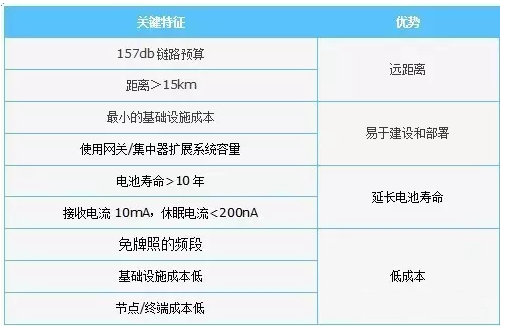 关键特征 优势
157db 链路预算
远距离
距离＞15km
最小的基础设施成本
易于建设和部署
使用网关/集中器扩展系统容量
电池寿命>10 年
延长电池寿命
接收电流 10mA，休眠电流<200nA
免牌照的频段
基础设施成本低
低成本
节点/终端成本低